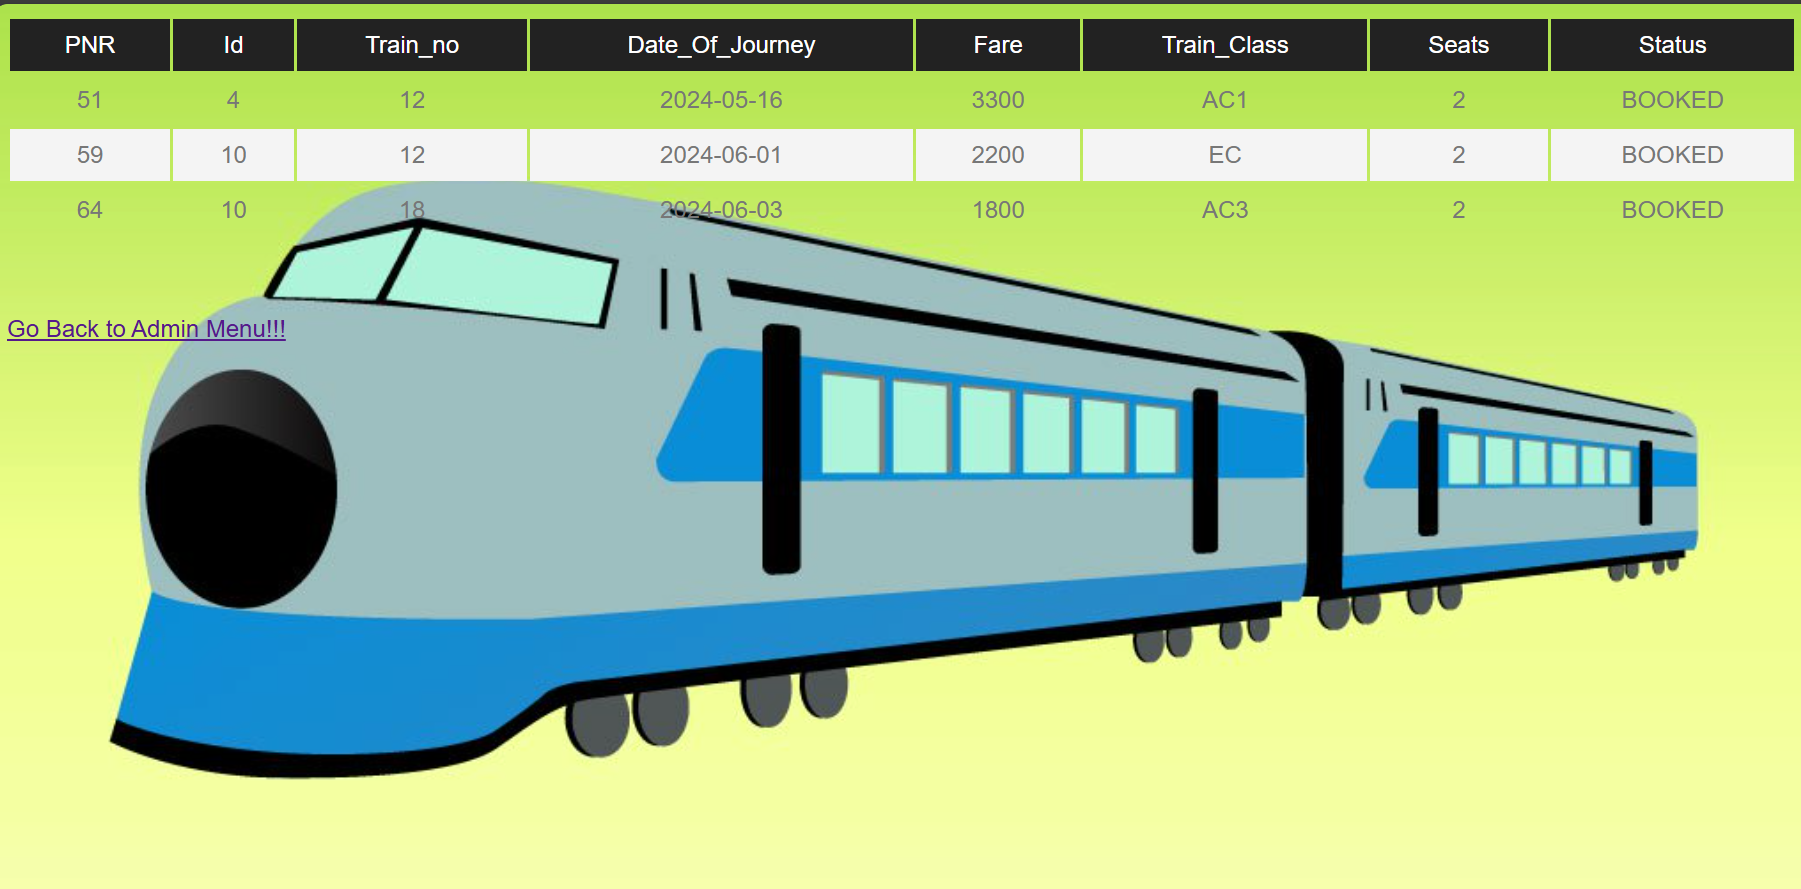 PNR Id Train_no Date_Of_Journey Fare Train_Class Seats Status
51 4 12 2024-05-16 3300 AC1 2 BOOKED
59 10 12 2024-06-01 2200 EC 2 BOOKED
64 10 18 2024-06-03 1800 AC3 2 BOOKED
Go Back to Admin Menu!!!